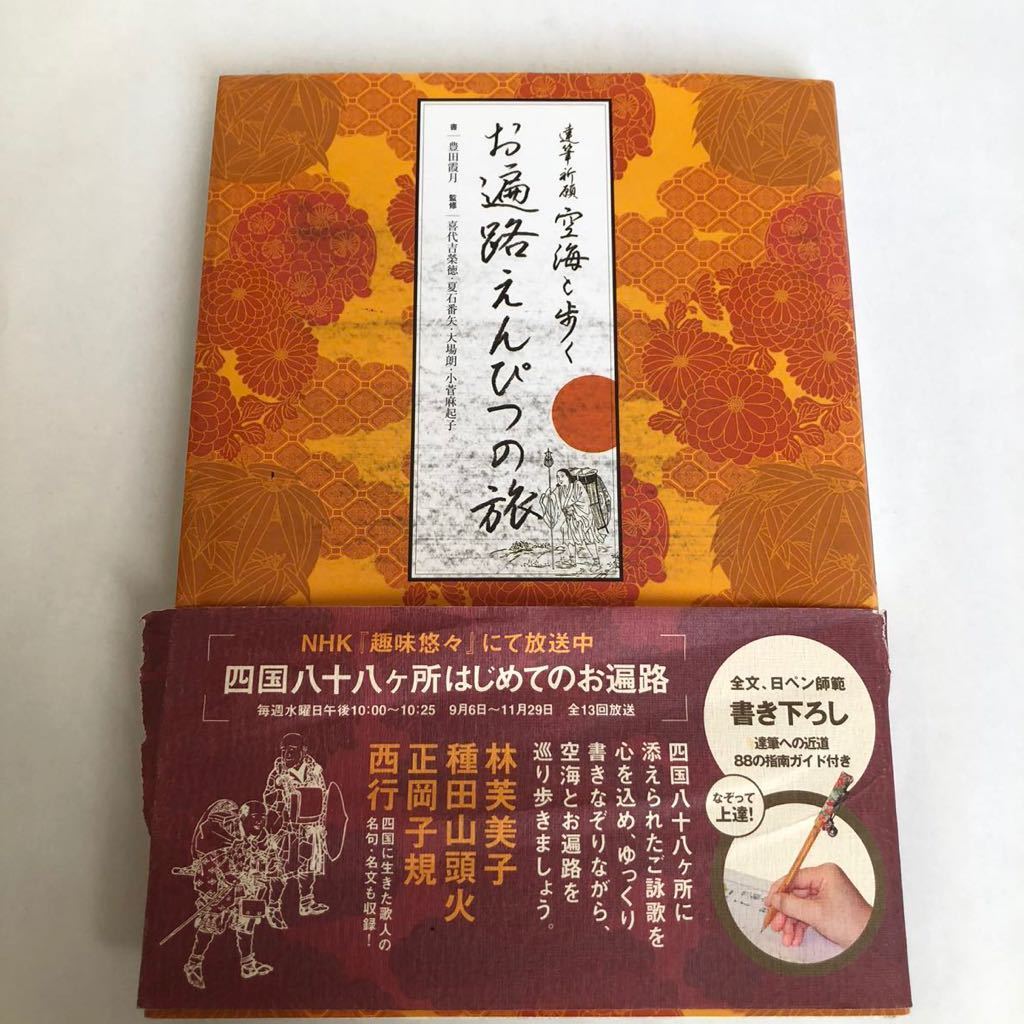 達筆祈願 空海と歩く
お遍路えんぴつの旅
書｜豊田霞月 監修｜喜代吉榮徳・夏石番矢・大場朗・小菅麻起子
NHK『趣味悠々』にて放送中
四国八十八ヶ所はじめてのお遍路
毎週水曜日午後10:00〜10:25 9月6日〜11月29日 全13回放送
全文、日ペン師範
書き下ろし
達筆への近道
88の指南ガイド付き
なぞって
上達!
四国八十八ヶ所に
添えられたご詠歌を
心を込め、ゆっくり
書きなぞりながら、
空海とお遍路を
巡り歩きましょう。
林芙美子
種田山頭火
正岡子規
西行
四国に生きた歌人の
名句・名文も収録!